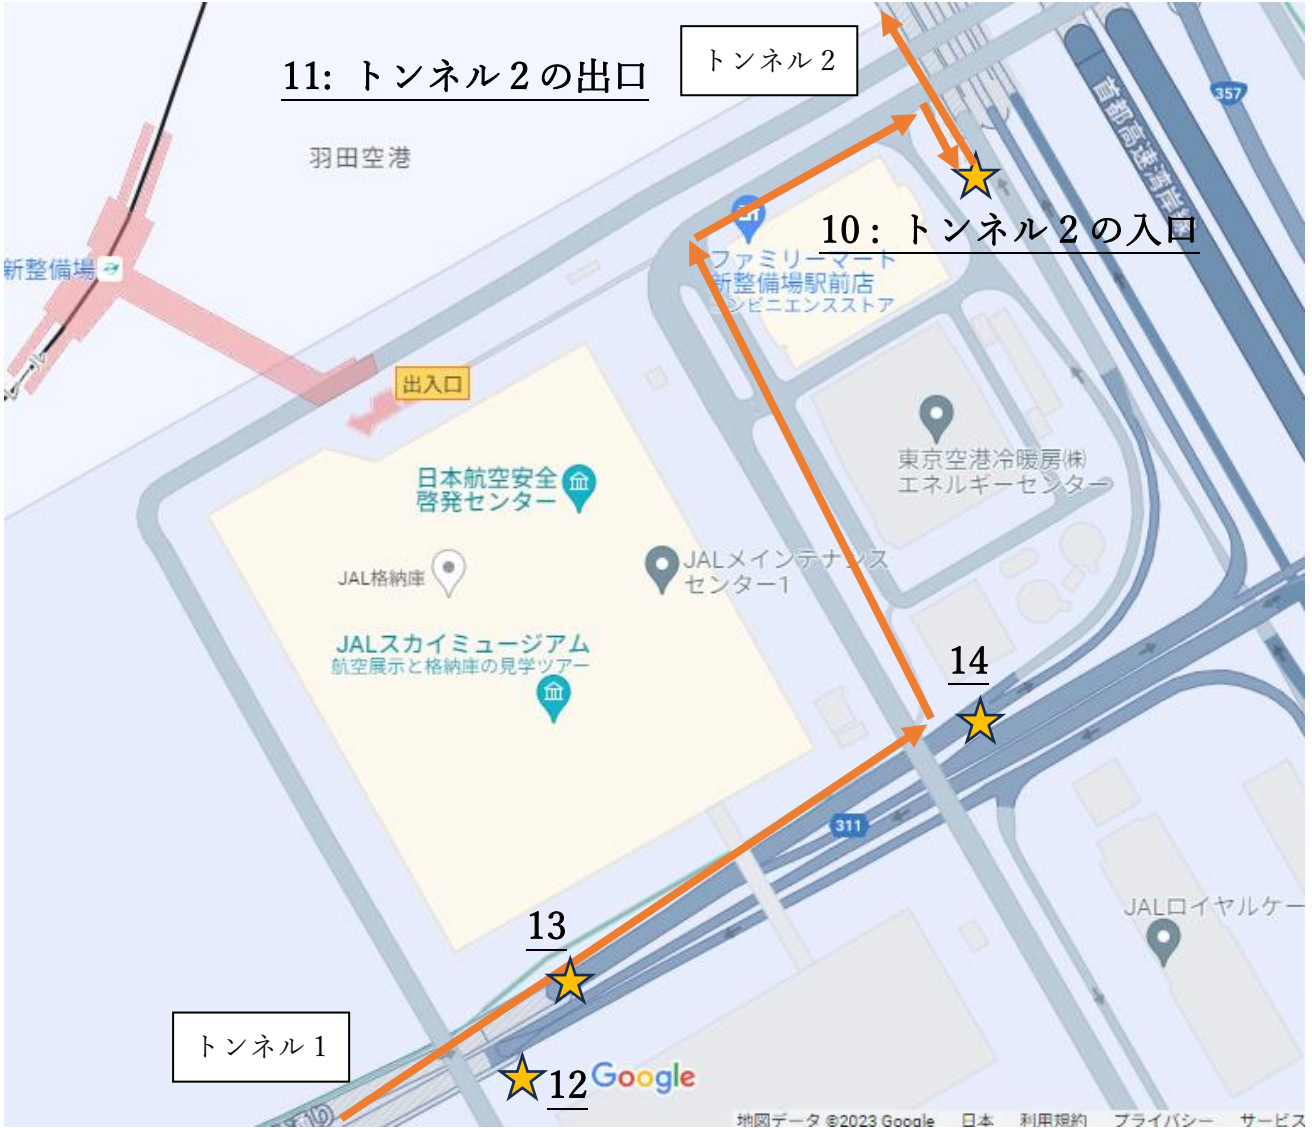 トンネル２
11: トンネル２の出口
357
首都高速湾岸線
羽田空港
10：トンネル２の入口
新整備場
ファミリーマート
新整備場駅前店
コンビニエンスストア
出入口
東京空港冷暖房㈱
エネルギーセンター
日本航空安全
啓発センター
JALメインテナンス
センター1
JAL格納庫
JALスカイミュージアム
航空展示と格納庫の見学ツアー
14
311
JALロイヤルケー
13
トンネル１
12
Google
地図データ ©2023 Google 日本 利用規約 プライバシー サービス